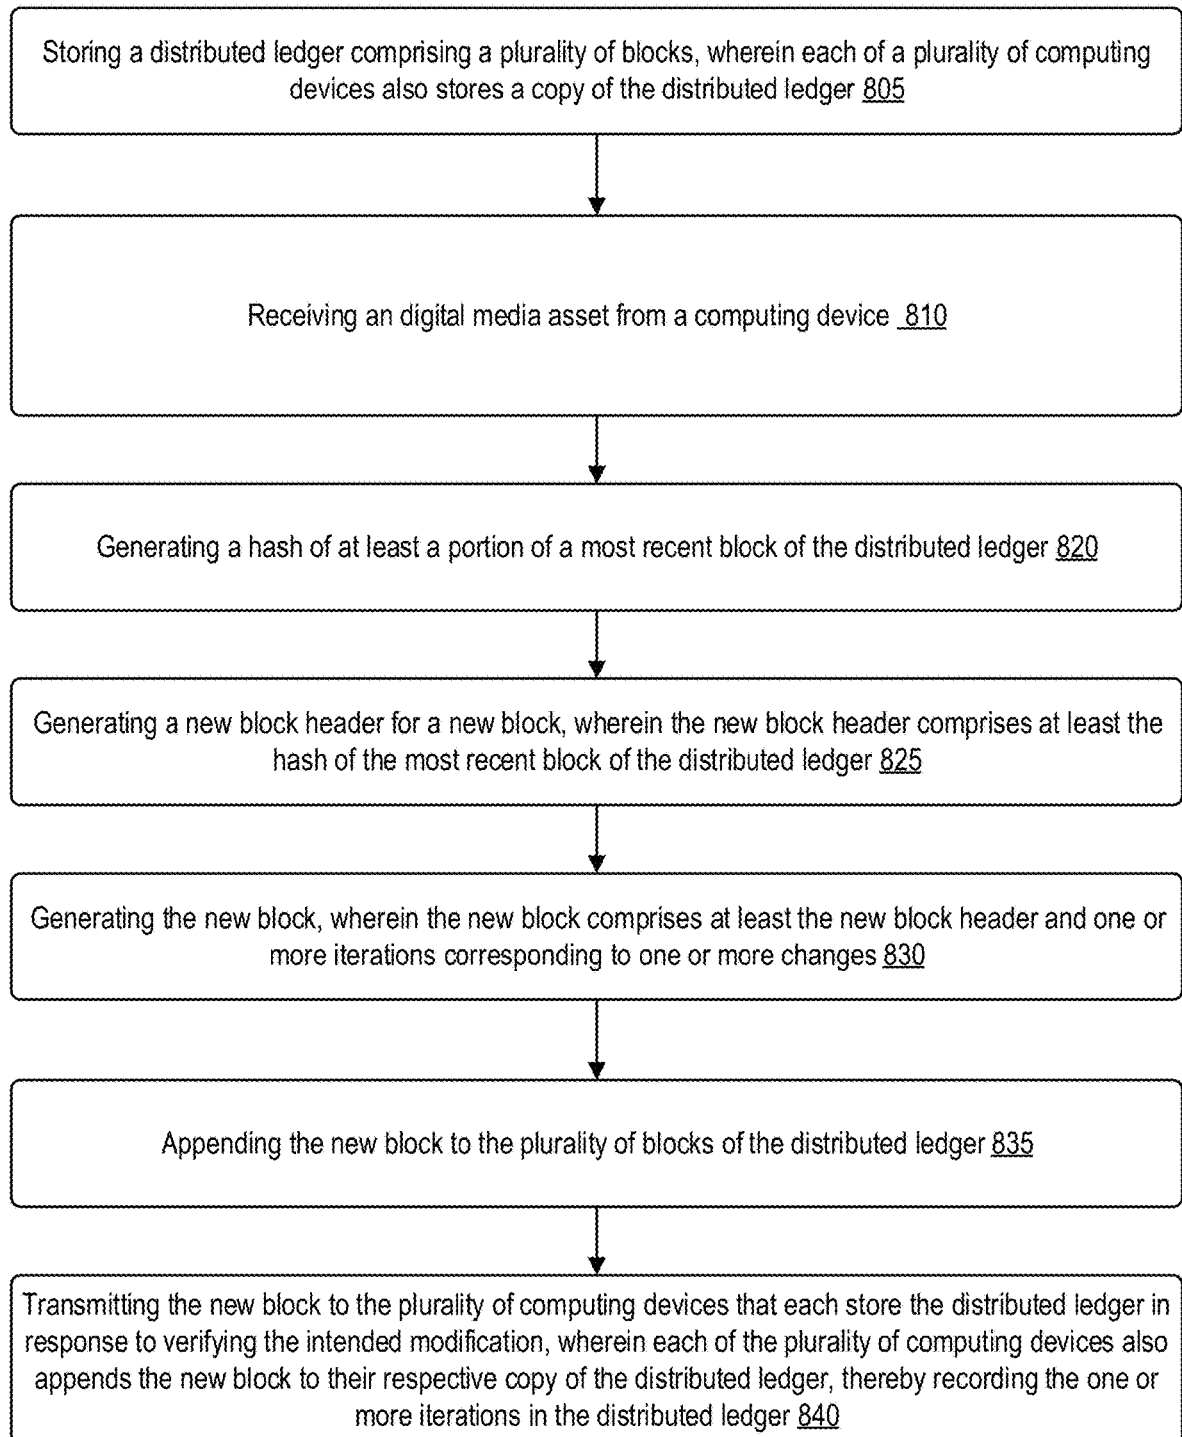 Storing a distributed ledger comprising a plurality of blocks, wherein each of a plurality of computing
devices also stores a copy of the distributed ledger 805
Receiving an digital media asset from a computing device 810
Generating a hash of at least a portion of a most recent block of the distributed ledger 820
Generating a new block header for a new block, wherein the new block header comprises at least the
hash of the most recent block of the distributed ledger 825
Generating the new block, wherein the new block comprises at least the new block header and one or
more iterations corresponding to one or more changes 830
Appending the new block to the plurality of blocks of the distributed ledger 835
Transmitting the new block to the plurality of computing devices that each store the distributed ledger in
response to verifying the intended modification, wherein each of the plurality of computing devices also
appends the new block to their respective copy of the distributed ledger, thereby recording the one or
more iterations in the distributed ledger 840